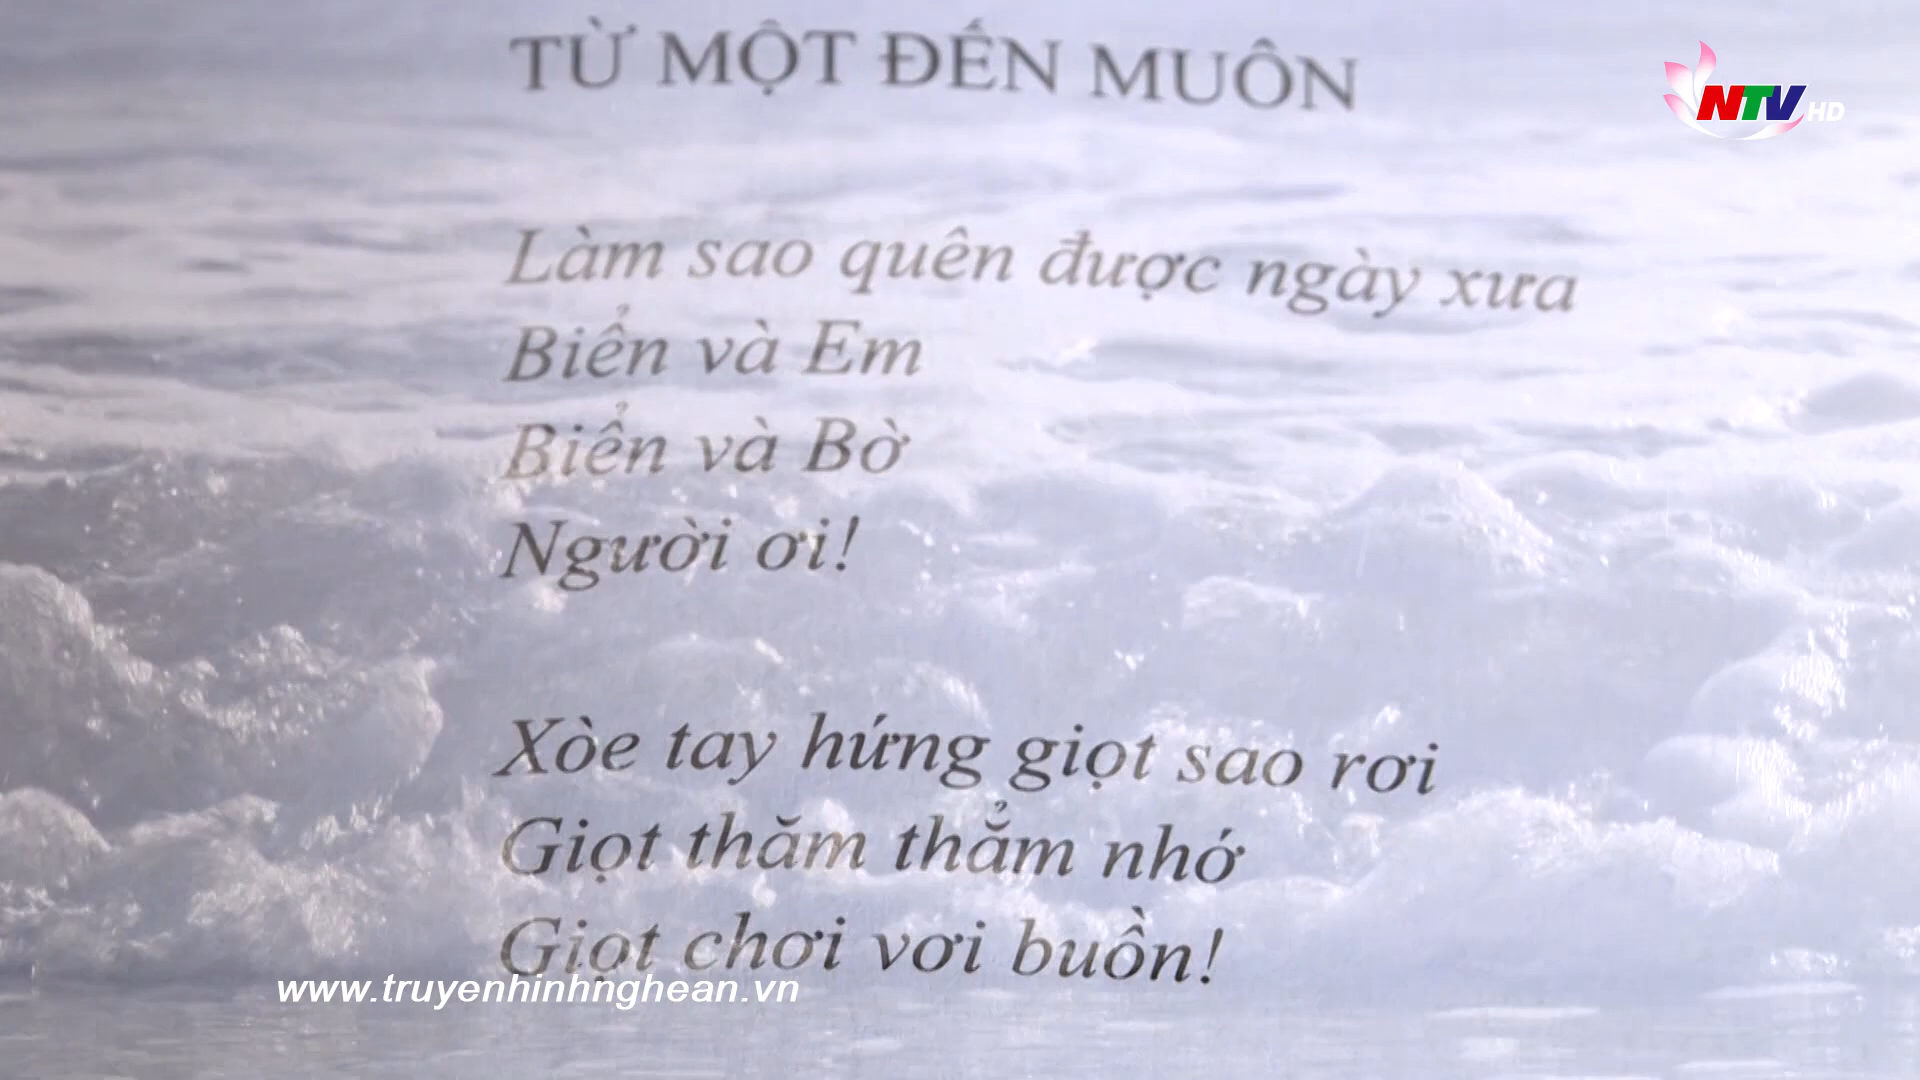 TỪ MỘT ĐẾN MUÔN
NTV HD
Làm sao quên được ngày xưa
Biển và Em
Biển và Bờ
Người ơi!
Xòe tay hứng giọt sao rơi
Giọt thăm thẳm nhớ
Giọt chơi vơi buồn!
www.truyenhinhnghean.vn